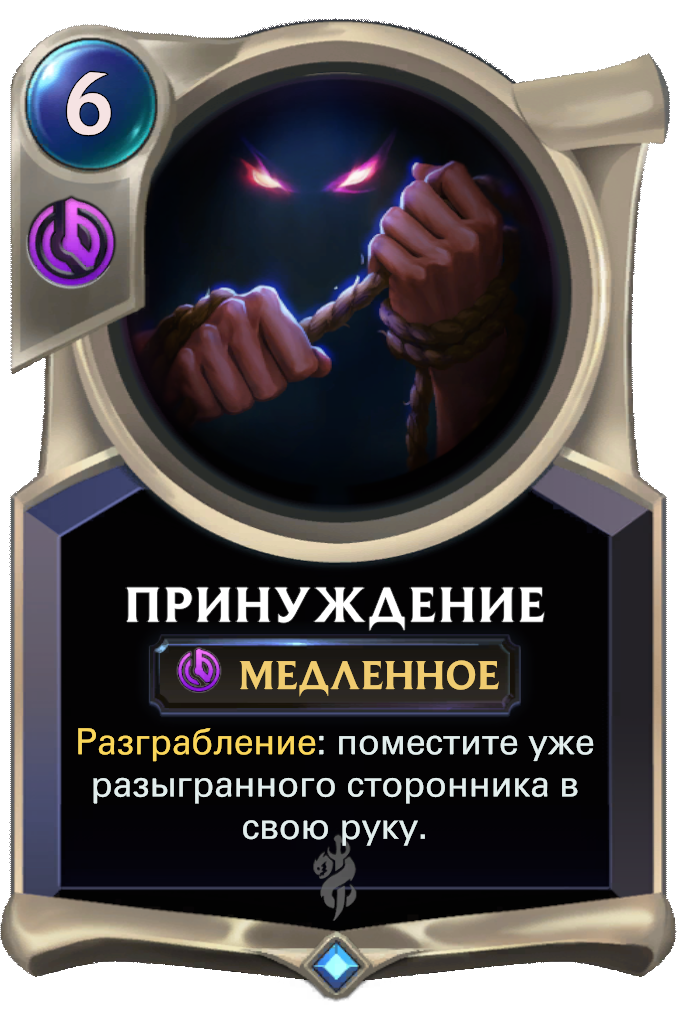 6
ПРИНУЖДЕНИЕ
МЕДЛЕННОЕ
Разграбление: поместите уже
разыгранного сторонника в
свою руку.